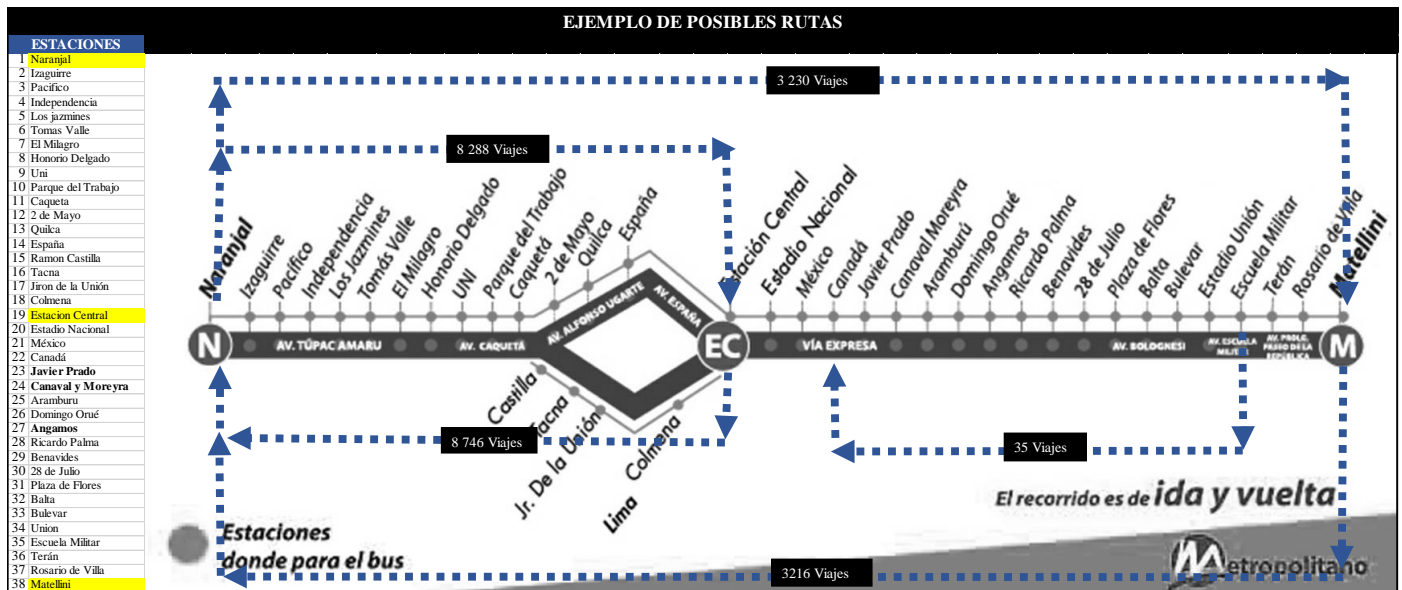 EJEMPLO DE POSIBLES RUTAS
ESTACIONES
1 Naranjal
2 Izaguirre
3 Pacifico
4 Independencia
5 Los jazmines
6 Tomas Valle
7 El Milagro
8 Honorio Delgado
9 Uni
10 Parque del Trabajo
11 Caqueta
12 2 de Mayo
13 Quilca
14 España
15 Ramon Castilla
16 Tacna
17 Jiron de la Unión
18 Colmena
19 Estacion Central
20 Estadio Nacional
21 México
22 Canadá
23 Javier Prado
24 Canaval y Moreyra
25 Aramburu
26 Domingo Orué
27 Angamos
28 Ricardo Palma
29 Benavides
30 28 de Julio
31 Plaza de Flores
32 Balta
33 Bulevar
34 Union
35 Escuela Militar
36 Terán
37 Rosario de Villa
38 Matellini
3 230 Viajes
8 288 Viajes
Naranjal
Izaguirre
Pacífico
Independencia
Los Jazmines
Tomás Valle
El Milagro
Honorio Delgado
UNI
Parque del Trabajo
Caquetá
2 de Mayo
Quilca
España
Estación Central
Estadio Nacional
México
Canadá
Javier Prado
Canaval Moreyra
Aramburú
Domingo Orué
Angamos
Ricardo Palma
Benavides
28 de Julio
Plaza de Flores
Balta
Bulevar
Estadio Unión
Escuela Militar
Terán
Rosario de Villa
Matellini
N
AV. TÚPAC AMARU
AV. CAQUETÁ
AV. ALFONSO UGARTE
AV. ESPAÑA
EC
VÍA EXPRESA
AV. BOLOGNESI
AV. ESCUELA
MILITAR
AV. PROLG.
PASEO DE LA
REPÚBLICA
M
Castilla
Tacna
Jr. De la Unión
Colmena
Lima
8 746 Viajes
35 Viajes
El recorrido es de ida y vuelta
Estaciones
donde para el bus
Metropolitano
3216 Viajes